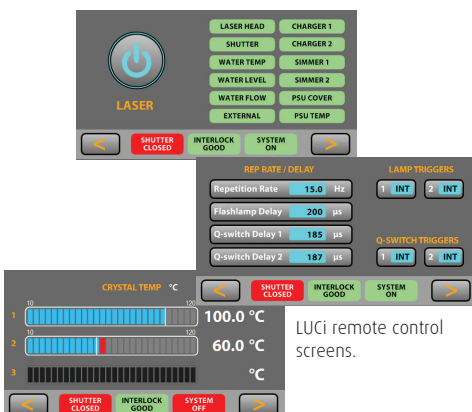 LASER HEAD CHARGER 1
SHUTTER CHARGER 2
WATER TEMP SIMMER 1
WATER LEVEL SIMMER 2
WATER FLOW PSU COVER
EXTERNAL PSU TEMP
LASER
< SHUTTER CLOSED INTERLOCK GOOD SYSTEM ON >
REP RATE / DELAY LAMP TRIGGERS
Repetition Rate 15.0 Hz 1 INT 2 INT
Flashlamp Delay 200 µs
Q-switch Delay 1 185 µs Q-SWITCH TRIGGERS
Q-switch Delay 2 187 µs 1 INT 2 INT
< SHUTTER CLOSED INTERLOCK GOOD SYSTEM ON >
CRYSTAL TEMP °C
10 120
1 100.0 °C
10 120
2 60.0 °C
3 °C
< SHUTTER CLOSED INTERLOCK GOOD SYSTEM OFF >
LUCi remote control
screens.